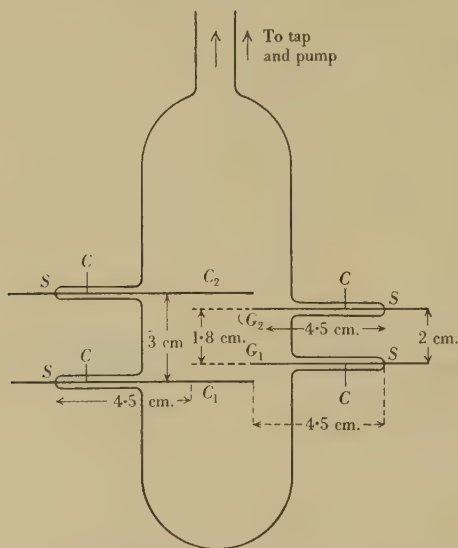 To tap
and pump
C
S
C₂
C
S
G₂
4·5 cm.
3 cm
1·8 cm.
2 cm.
G₁
S
C
S
4·5 cm.
C₁
C
4·5 cm.